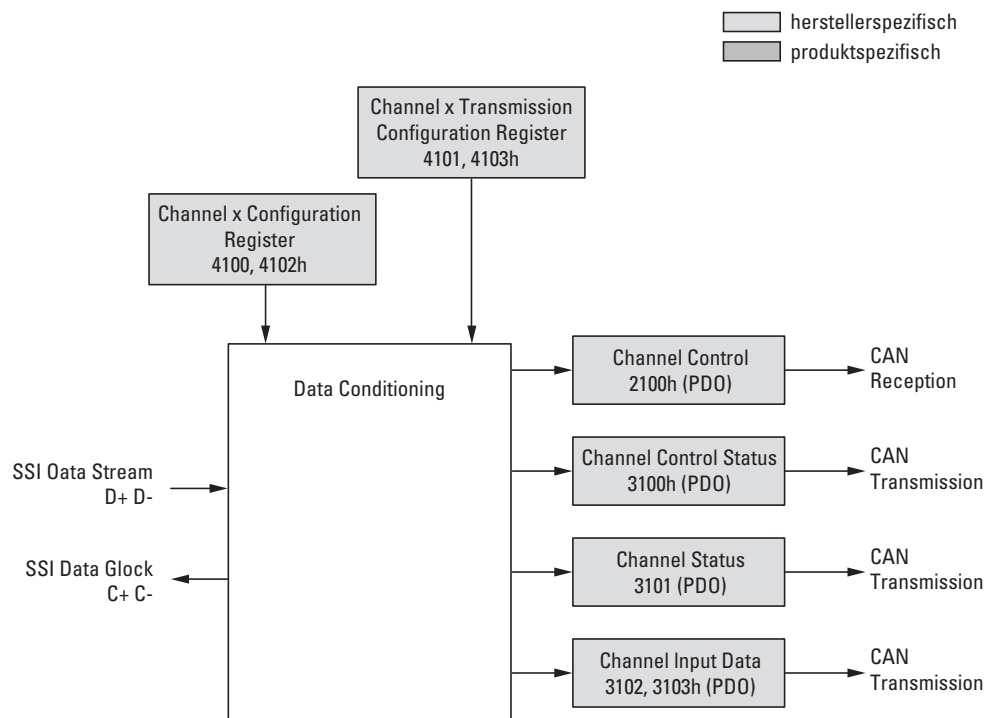 herstellerspezifisch
produktspezifisch
Channel x Transmission
Configuration Register
4101, 4103h
Channel x Configuration
Register
4100, 4102h
Data Conditioning
Channel Control
2100h (PDO)
CAN
Reception
SSI Oata Stream
D+ D-
Channel Control Status
3100h (PDO)
CAN
Transmission
SSI Data Glock
C+ C-
Channel Status
3101 (PDO)
CAN
Transmission
Channel Input Data
3102, 3103h (PDO)
CAN
Transmission